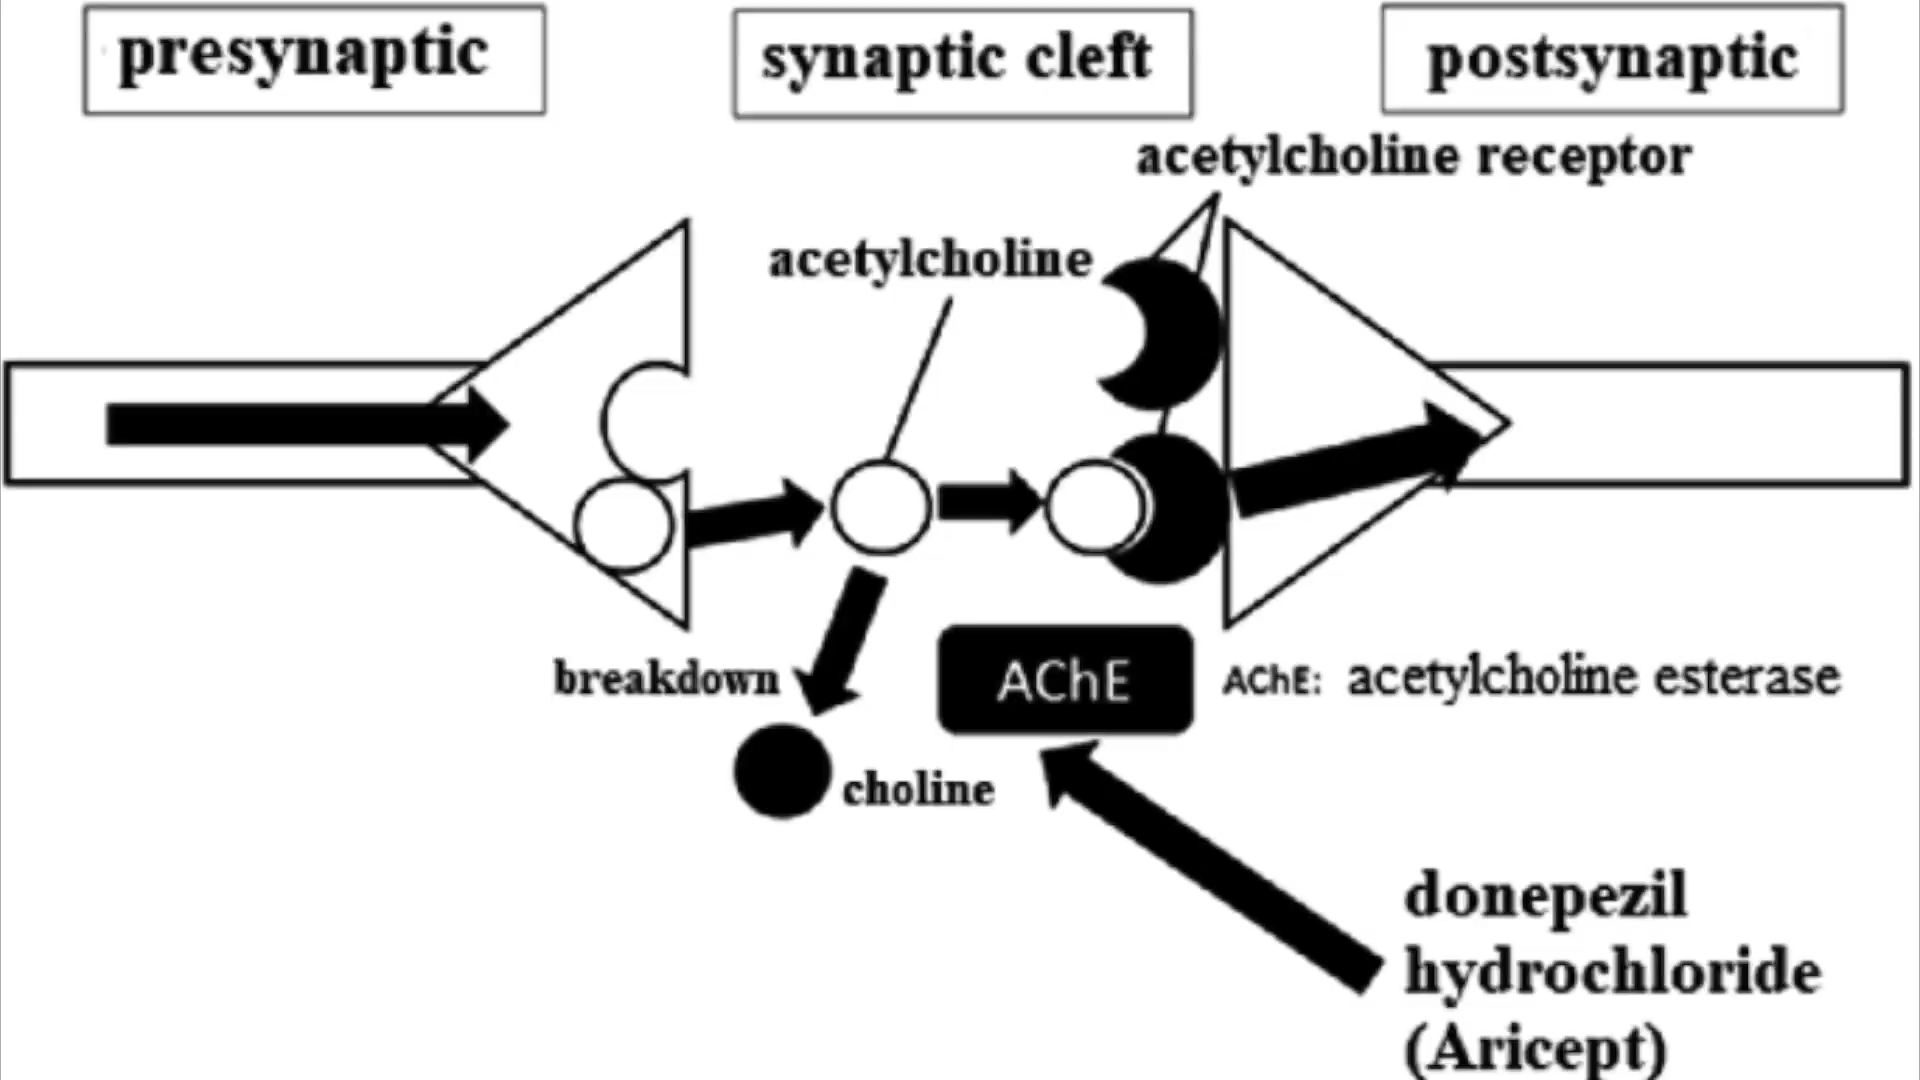 presynaptic
synaptic cleft
postsynaptic
acetylcholine receptor
acetylcholine
breakdown
AChE
AChE: acetylcholine esterase
choline
donepezil
hydrochloride
(Aricept)